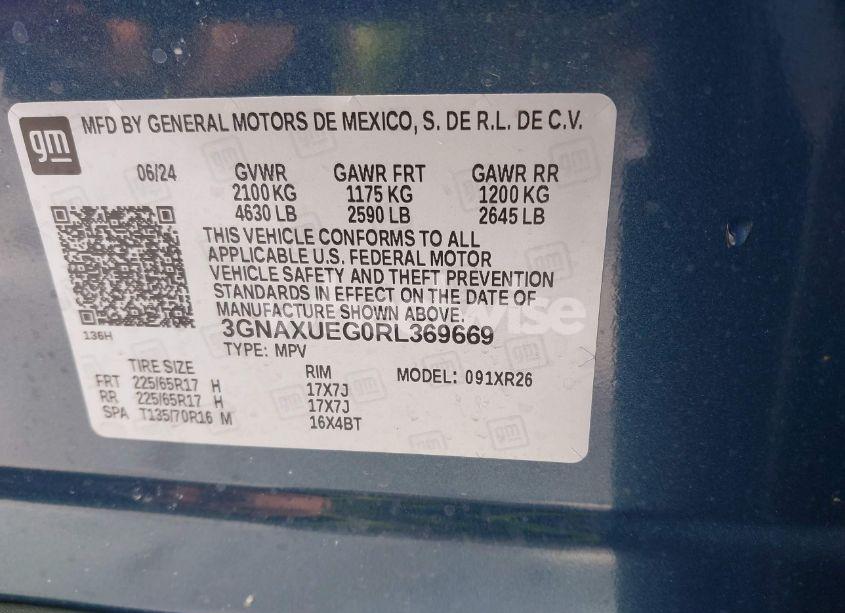 gm
MFD BY GENERAL MOTORS DE MEXICO, S. DE R.L. DE C.V.
06/24 GVWR GAWR FRT GAWR RR
2100 KG 1175 KG 1200 KG
4630 LB 2590 LB 2645 LB
THIS VEHICLE CONFORMS TO ALL
APPLICABLE U.S. FEDERAL MOTOR
VEHICLE SAFETY AND THEFT PREVENTION
STANDARDS IN EFFECT ON THE DATE OF
MANUFACTURE SHOWN ABOVE.
3GNAXUEG0RL369669
136H
TYPE: MPV
TIRE SIZE RIM MODEL: 091XR26
FRT 225/65R17 H 17X7J
RR 225/65R17 H 17X7J
SPA T135/70R16 M 16X4BT